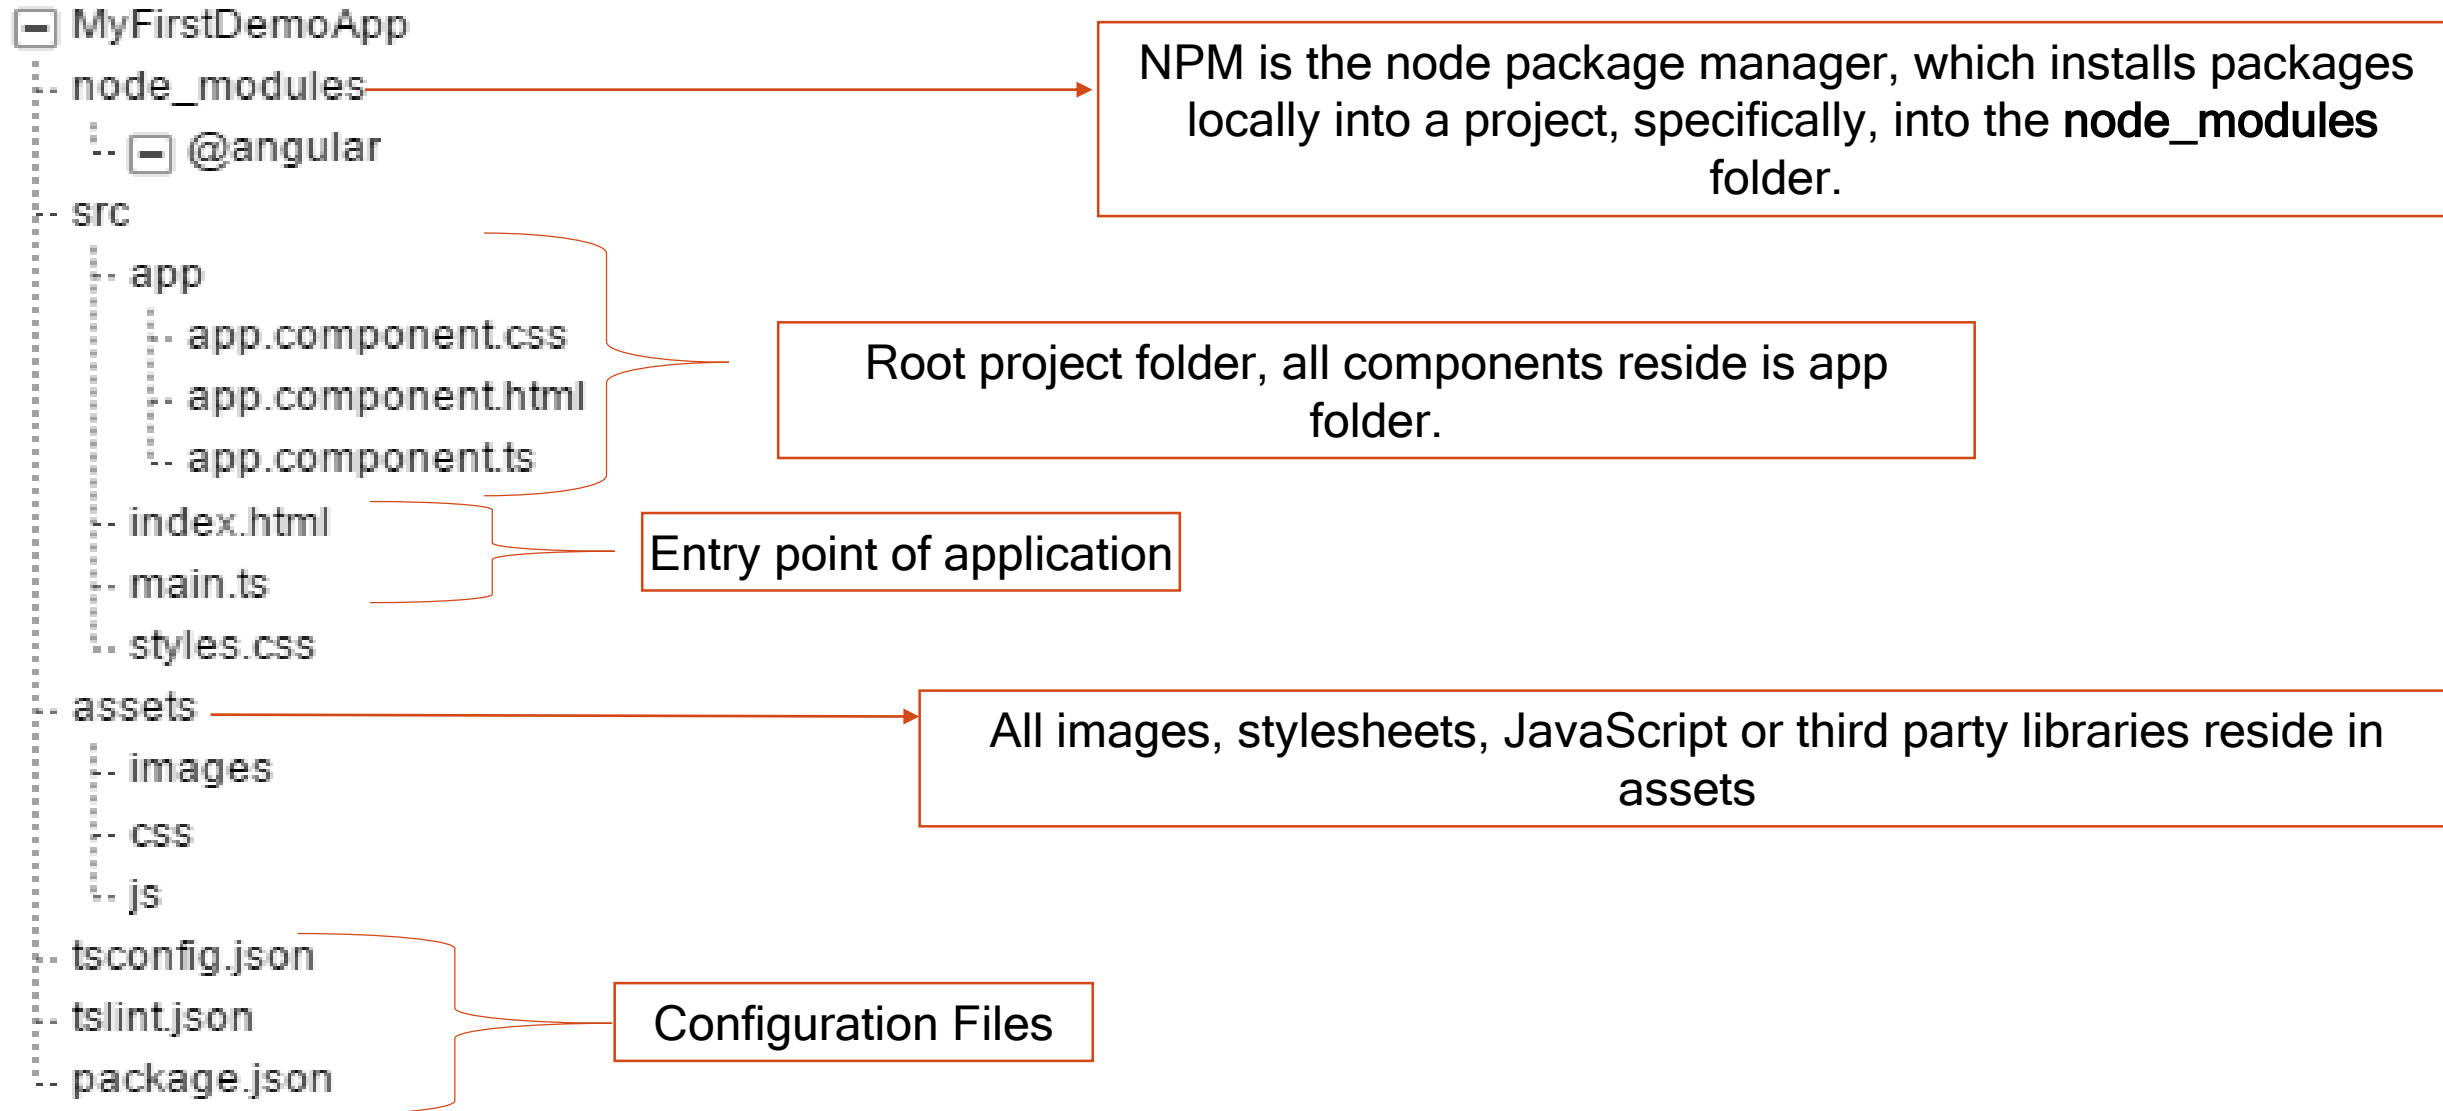 MyFirstDemoApp
node_modules
@angular
src
app
app.component.css
app.component.html
app.component.ts
index.html
main.ts
styles.css
assets
images
css
js
tsconfig.json
tslint.json
package.json
NPM is the node package manager, which installs packages
locally into a project, specifically, into the node_modules
folder.
Root project folder, all components reside is app
folder.
Entry point of application
All images, stylesheets, JavaScript or third party libraries reside in
assets
Configuration Files